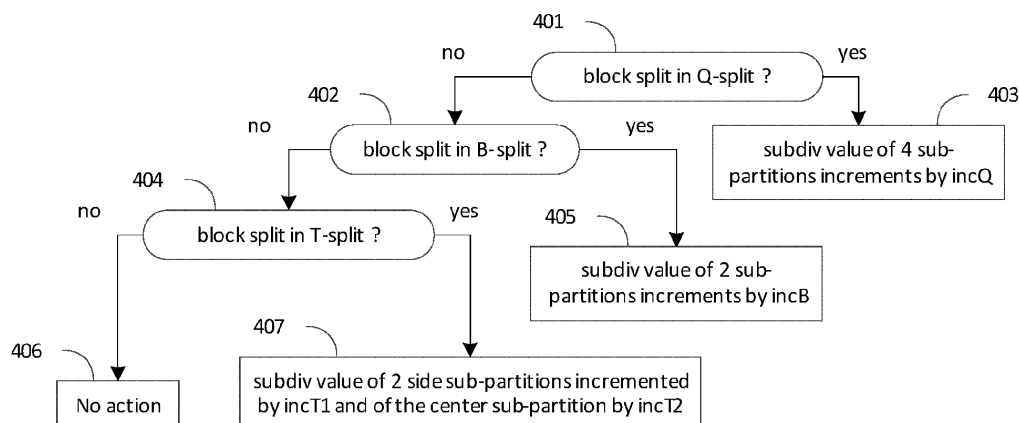 401
no
block split in Q-split ?
yes
402
403
no
block split in B-split ?
yes
subdiv value of 4 sub-
partitions increments by incQ
404
no
block split in T-split ?
yes
405
subdiv value of 2 sub-
partitions increments by incB
406
407
No action
subdiv value of 2 side sub-partitions incremented
by incT1 and of the center sub-partition by incT2